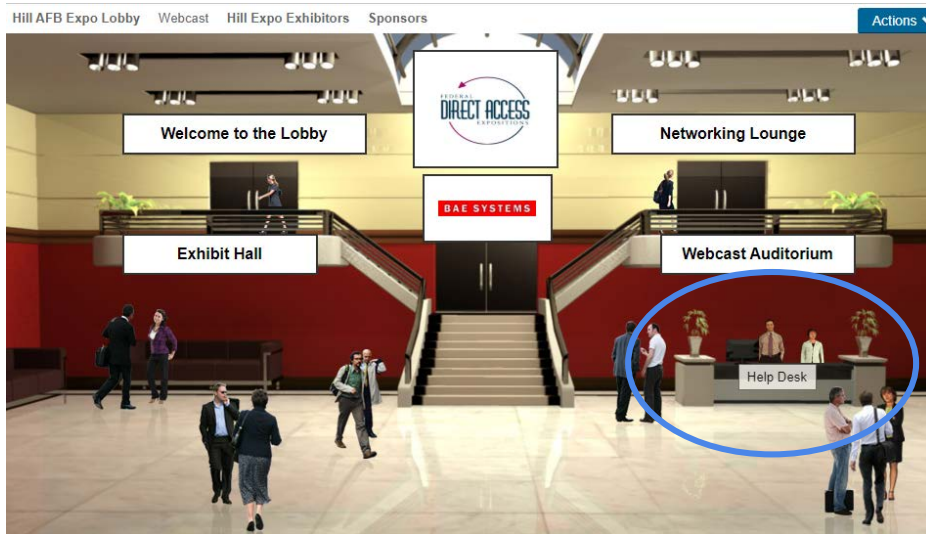 Hill AFB Expo Lobby Webcast Hill Expo Exhibitors Sponsors
Actions
FEDERAL
DIRECT ACCESS
EXPOSITIONS
Welcome to the Lobby
Networking Lounge
BAE SYSTEMS
Exhibit Hall
Webcast Auditorium
Help Desk